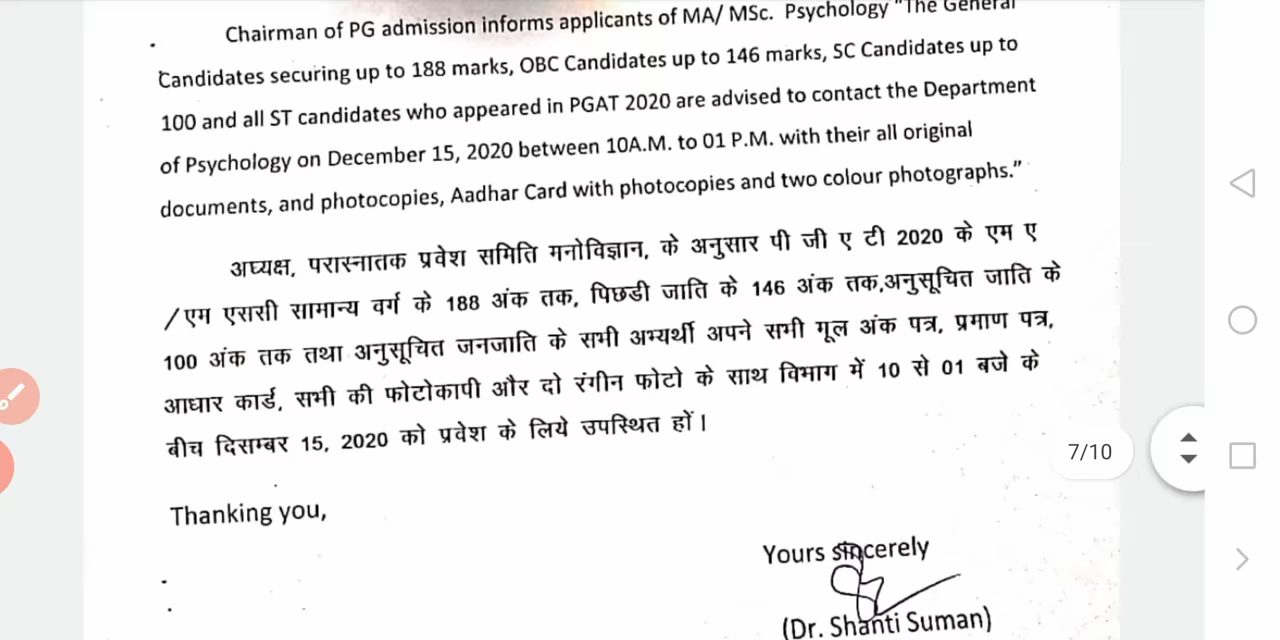 Chairman of PG admission informs applicants of MA/ MSc. Psychology "The General
Candidates securing up to 188 marks, OBC Candidates up to 146 marks, SC Candidates up to
100 and all ST candidates who appeared in PGAT 2020 are advised to contact the Department
of Psychology on December 15, 2020 between 10A.M. to 01 P.M. with their all original
documents, and photocopies, Aadhar Card with photocopies and two colour photographs."
अध्यक्ष, परास्नातक प्रवेश समिति मनोविज्ञान, के अनुसार पी जी ए टी 2020 के एम ए
/एम एससी सामान्य वर्ग के 188 अंक तक, पिछडी जाति के 146 अंक तक,अनुसूचित जाति के
100 अंक तक तथा अनुसूचित जनजाति के सभी अभ्यर्थी अपने सभी मूल अंक पत्र, प्रमाण पत्र,
आधार कार्ड, सभी की फोटोकापी और दो रंगीन फोटो के साथ विभाग में 10 से 01 बजे के
बीच दिसम्बर 15, 2020 को प्रवेश के लिये उपस्थित हों।
7/10
Thanking you,
Yours sincerely
(Dr. Shanti Suman)